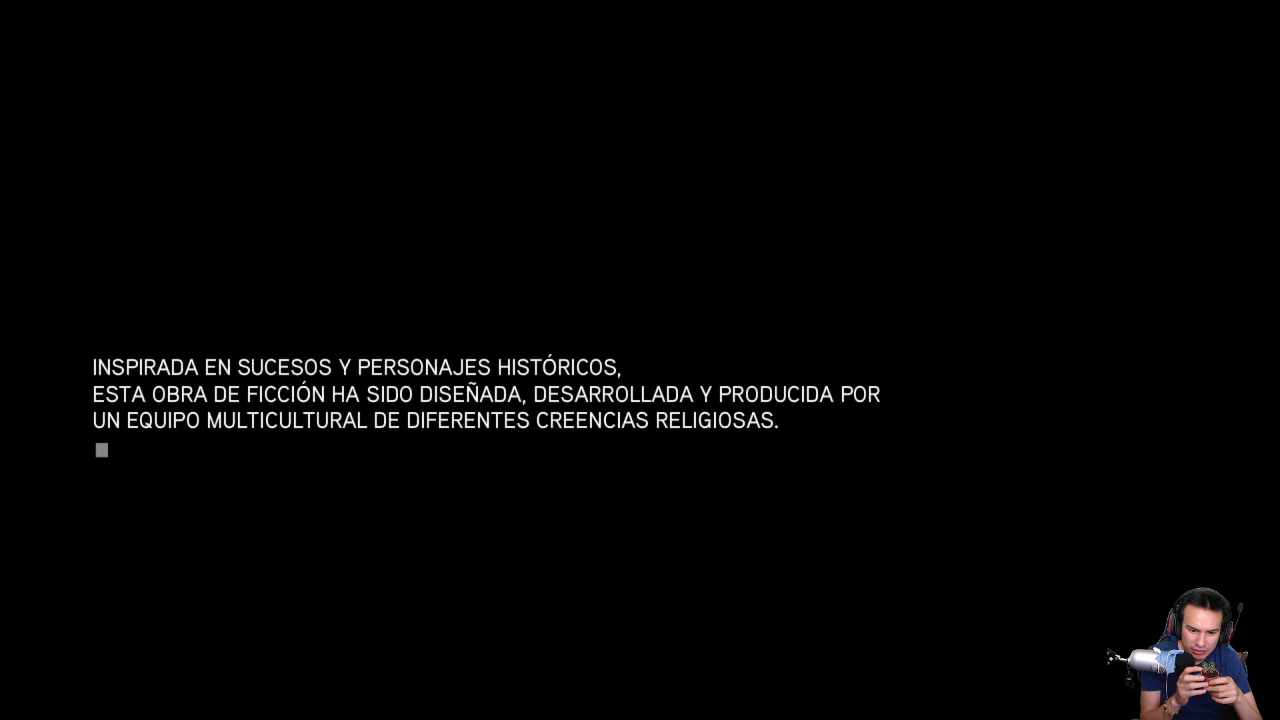 INSPIRADA EN SUCESOS Y PERSONAJES HISTÓRICOS,
ESTA OBRA DE FICCIÓN HA SIDO DISEÑADA, DESARROLLADA Y PRODUCIDA POR
UN EQUIPO MULTICULTURAL DE DIFERENTES CREENCIAS RELIGIOSAS.